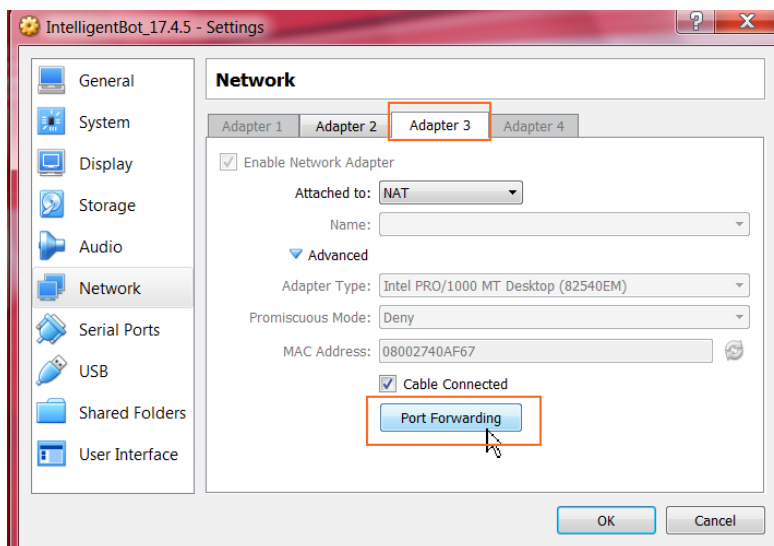 IntelligentBot_17.4.5 - Settings
? X
General
System
Display
Storage
Audio
Network
Serial Ports
USB
Shared Folders
User Interface
Network
Adapter 1 Adapter 2 Adapter 3 Adapter 4
Enable Network Adapter
Attached to: NAT
Name:
Advanced
Adapter Type: Intel PRO/1000 MT Desktop (82540EM)
Promiscuous Mode: Deny
MAC Address: 08002740AF67
Cable Connected
Port Forwarding
OK Cancel